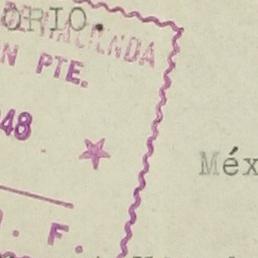 ORIO.
HACIENDA
N PTE.
48
Méx
. F.